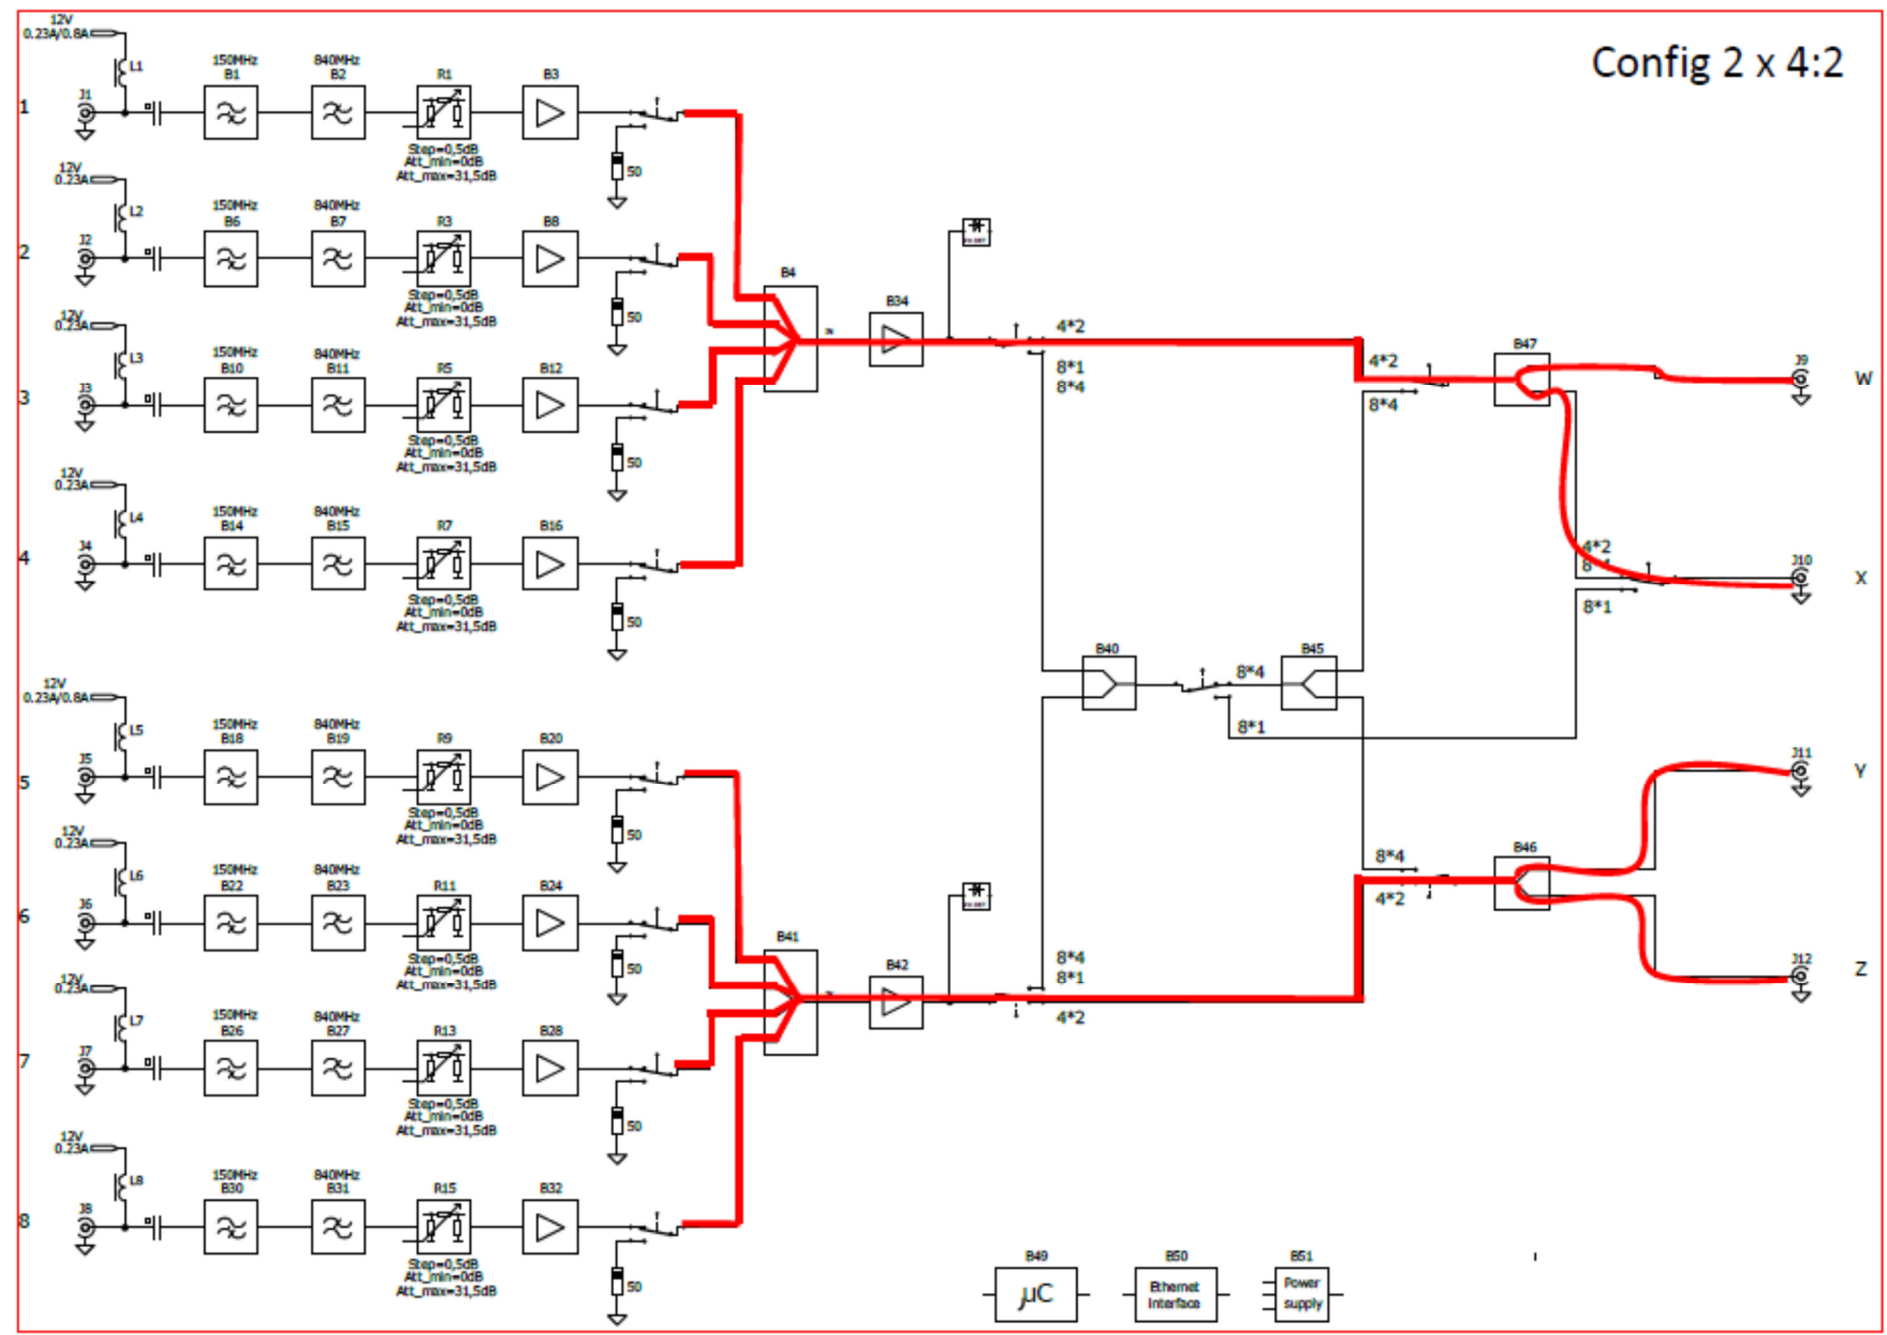 Config 2 x 4:2
12V
0.23A/0.8A
L1
J1
1
150MHz
B1
840MHz
B2
R1
B3
Step=0,5dB
Att_min=0dB
Att_max=31,5dB
50
12V
0.23A
L2
J2
2
150MHz
B6
840MHz
B7
R3
B8
Step=0,5dB
Att_min=0dB
Att_max=31,5dB
50
12V
0.23A
L3
J3
3
150MHz
B10
840MHz
B11
R5
B12
Step=0,5dB
Att_min=0dB
Att_max=31,5dB
50
12V
0.23A
L4
J4
4
150MHz
B14
840MHz
B15
R7
B16
Step=0,5dB
Att_min=0dB
Att_max=31,5dB
50
12V
0.23A/0.8A
L5
J5
5
150MHz
B18
840MHz
B19
R9
B20
Step=0,5dB
Att_min=0dB
Att_max=31,5dB
50
12V
0.23A
L6
J6
6
150MHz
B22
840MHz
B23
R11
B24
Step=0,5dB
Att_min=0dB
Att_max=31,5dB
50
12V
0.23A
L7
J7
7
150MHz
B26
840MHz
B27
R13
B28
Step=0,5dB
Att_min=0dB
Att_max=31,5dB
50
12V
0.23A
L8
J8
8
150MHz
B30
840MHz
B31
R15
B32
Step=0,5dB
Att_min=0dB
Att_max=31,5dB
50
B4
B34
4*2
8*1
8*4
4*2
8*4
B47
J9
W
4*2
8*1
J10
X
B40
8*4
8*1
B45
J11
Y
8*4
4*2
B46
J12
Z
B41
B42
8*4
8*1
4*2
B49
µC
B50
Ethernet
Interface
B51
Power
supply